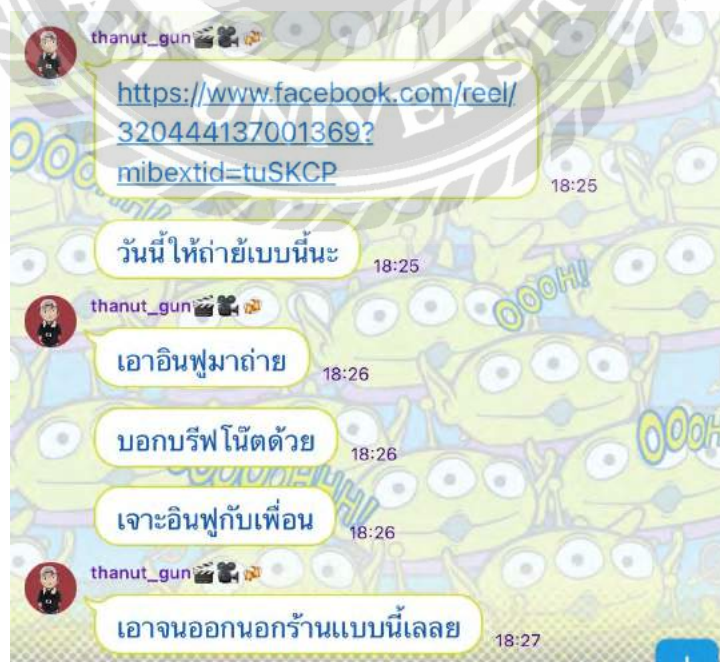 thanut_gun🎬🎥🐠
https://www.facebook.com/reel/
320444137001369?
mibextid=tuSKCP
18:25
วันนี้ให้ถ่าย้เบบนี้นะ
18:25
thanut_gun🎬🎥🐠
เอาอินฟูมาถ่าย
18:26
บอกบรีฟโน๊ตด้วย
18:26
เจาะอินฟูกับเพื่อน
18:26
thanut_gun🎬🎥🐠
เอาจนออกนอกร้านแบบนี้เลลย
18:27
OOOH!
OOOH